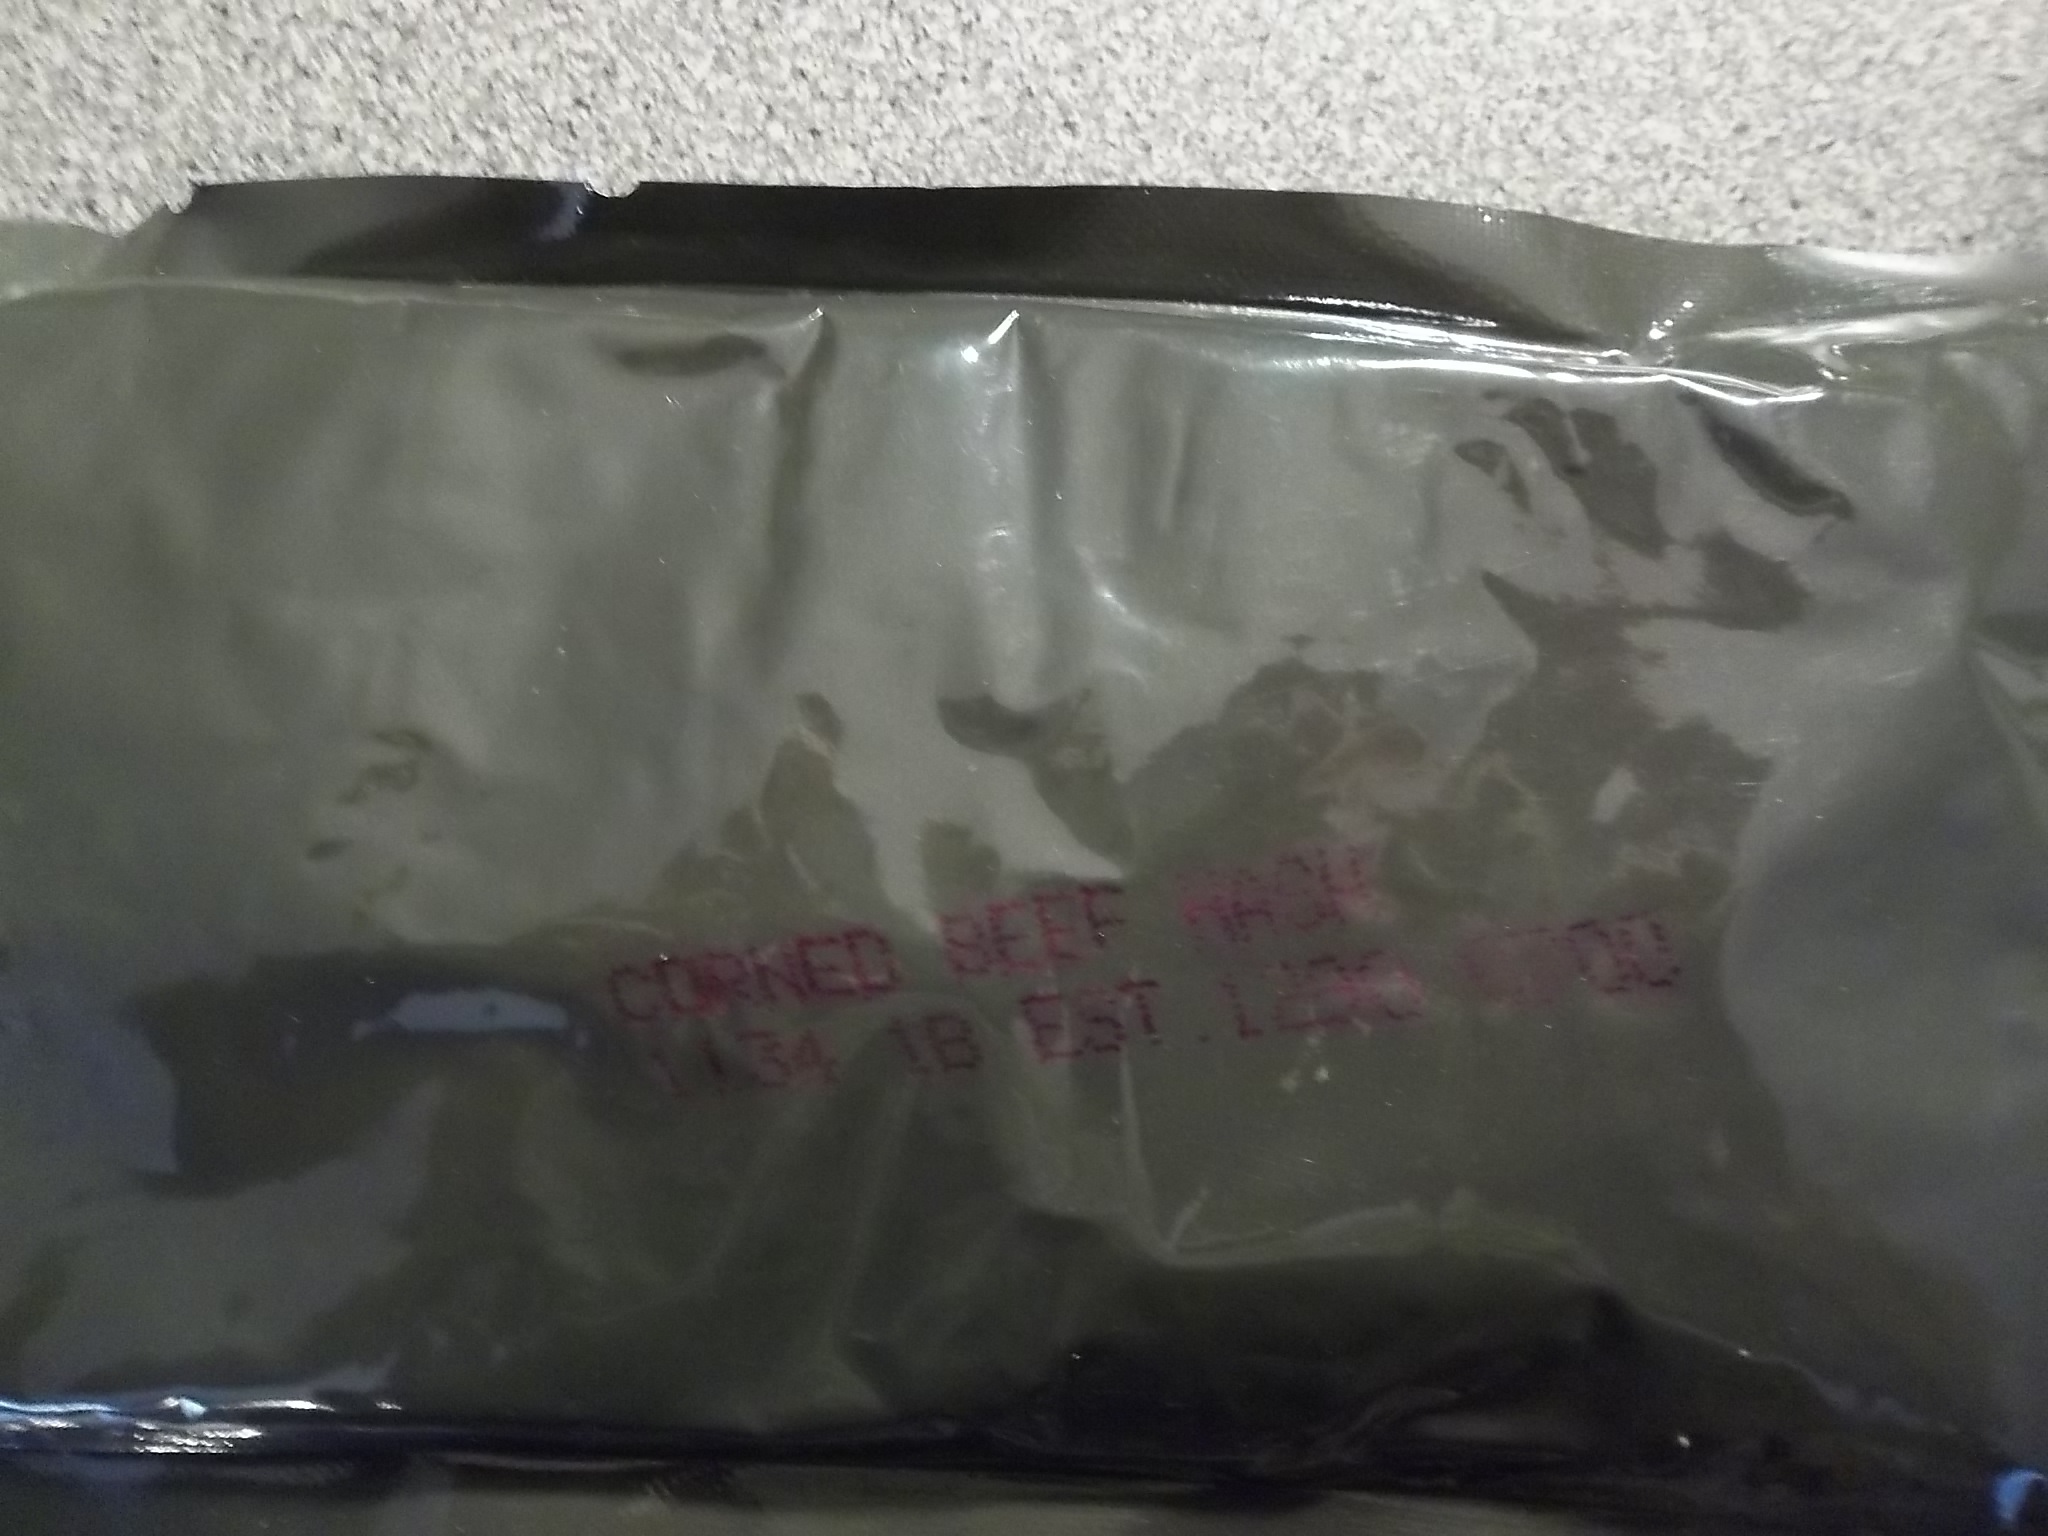 CORNED BEEF HASH
1134 1B EST.